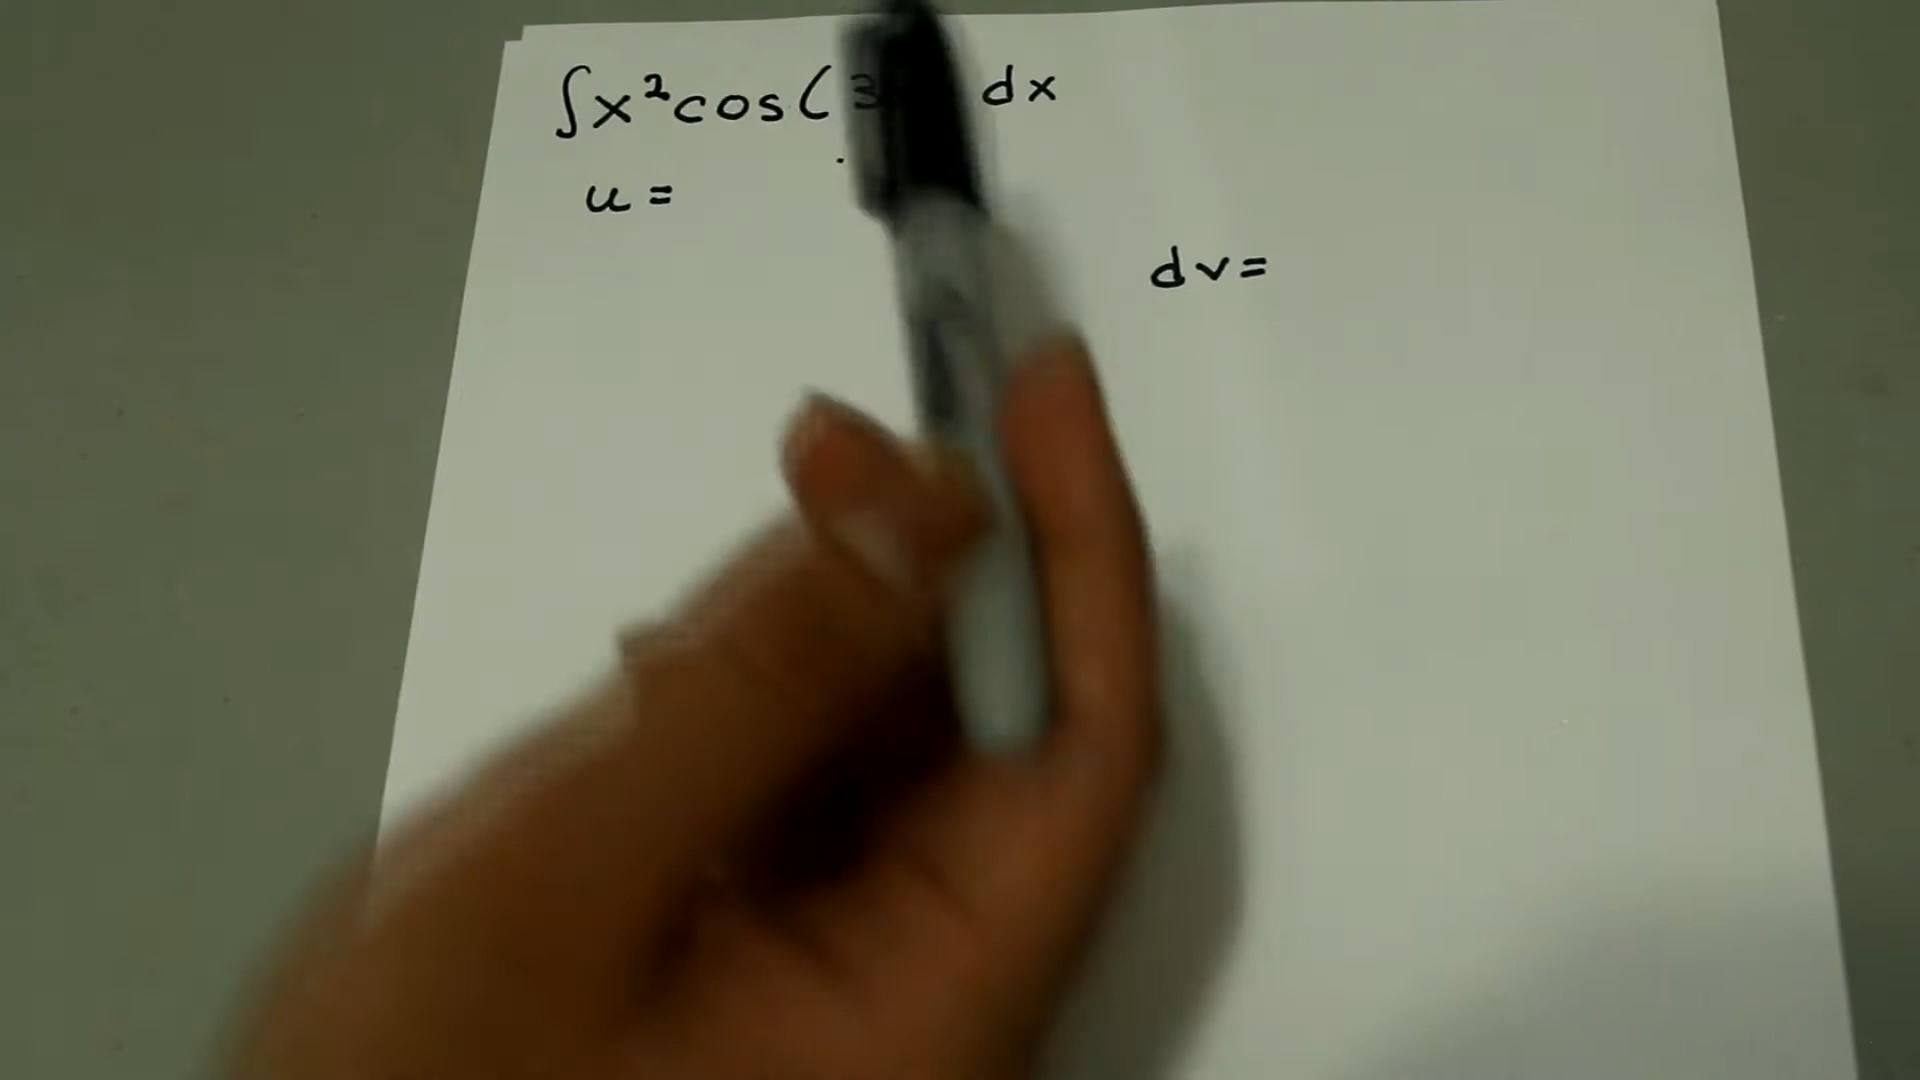 ∫x²cos(3 dx
u =
dv=